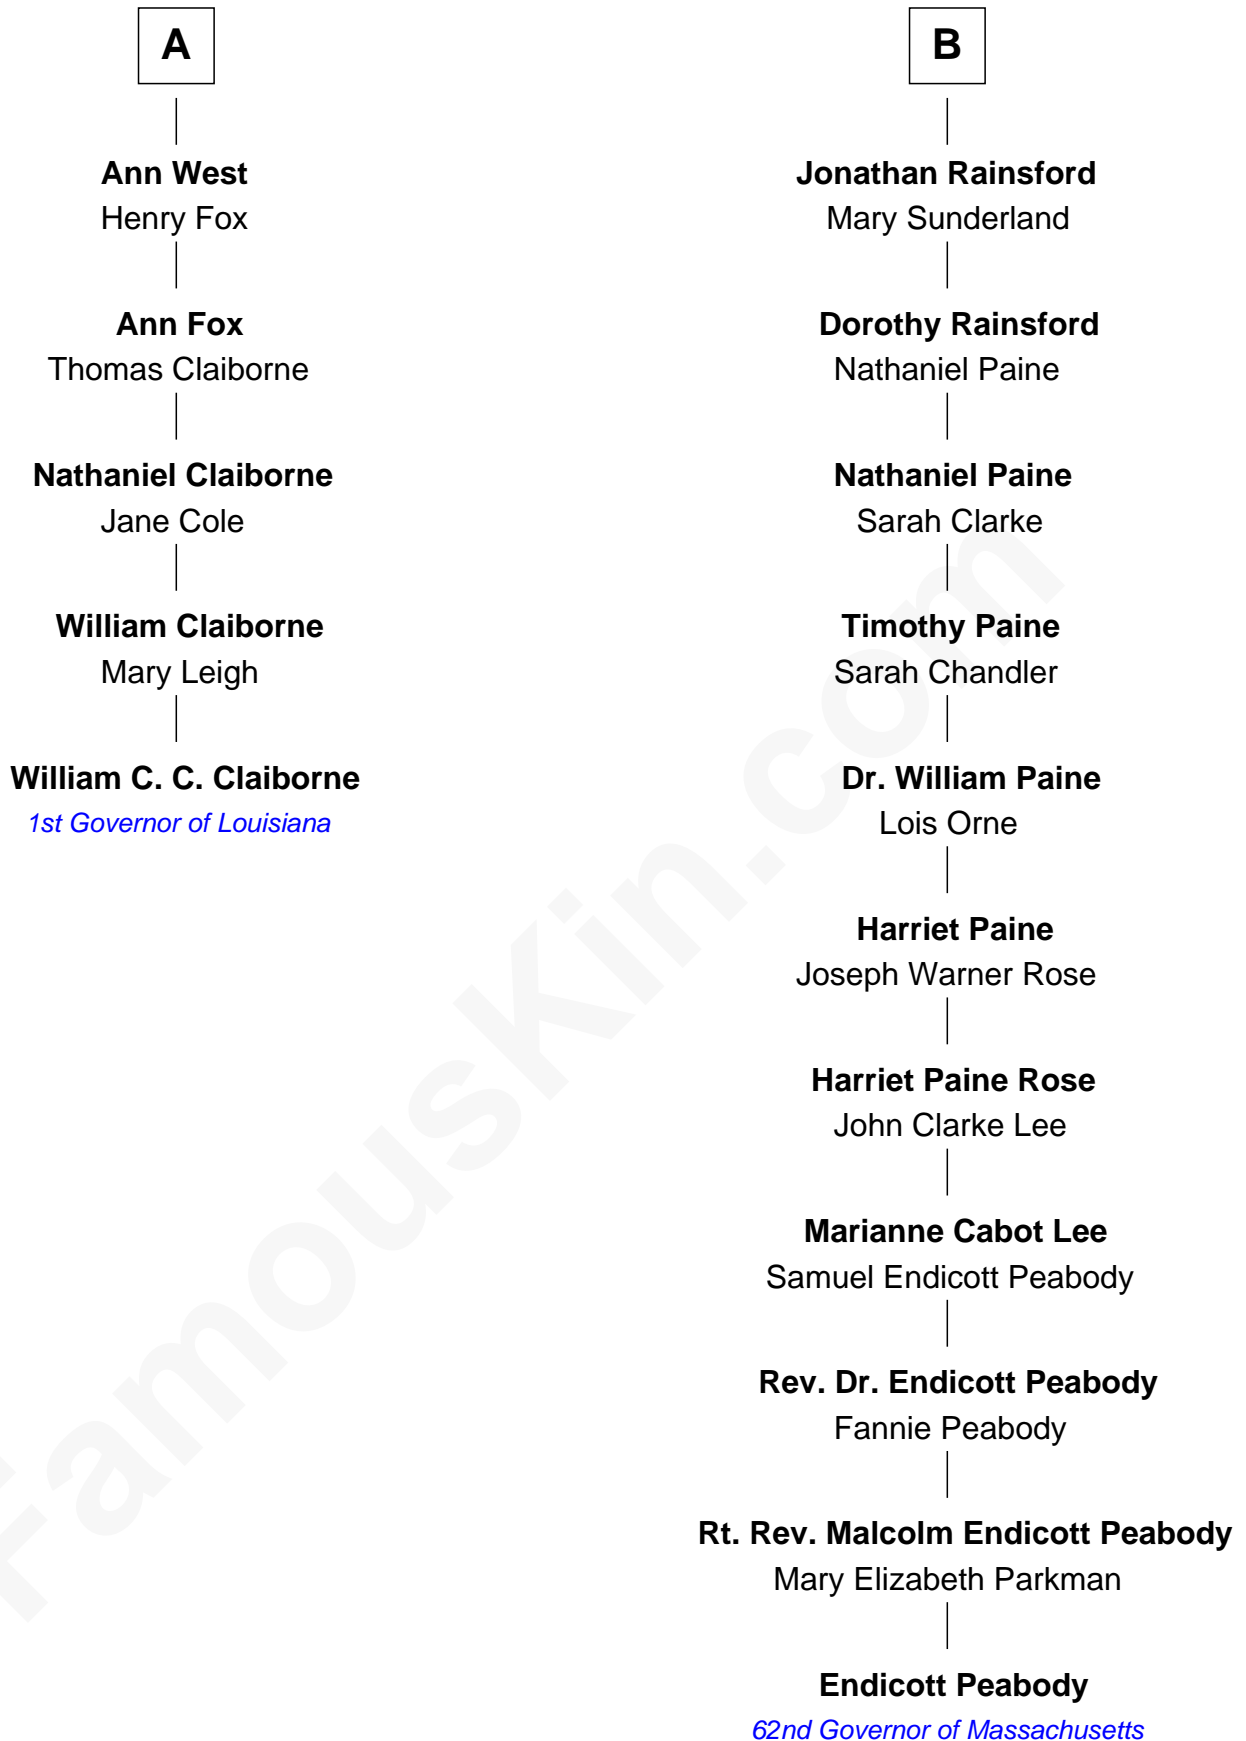 A
Ann West
Henry Fox
Ann Fox
Thomas Claiborne
Nathaniel Claiborne
Jane Cole
William Claiborne
Mary Leigh
William C. C. Claiborne
1st Governor of Louisiana
B
Jonathan Rainsford
Mary Sunderland
Dorothy Rainsford
Nathaniel Paine
Nathaniel Paine
Sarah Clarke
Timothy Paine
Sarah Chandler
Dr. William Paine
Lois Orne
Harriet Paine
Joseph Warner Rose
Harriet Paine Rose
John Clarke Lee
Marianne Cabot Lee
Samuel Endicott Peabody
Rev. Dr. Endicott Peabody
Fannie Peabody
Rt. Rev. Malcolm Endicott Peabody
Mary Elizabeth Parkman
Endicott Peabody
62nd Governor of Massachusetts
FamousKin.com